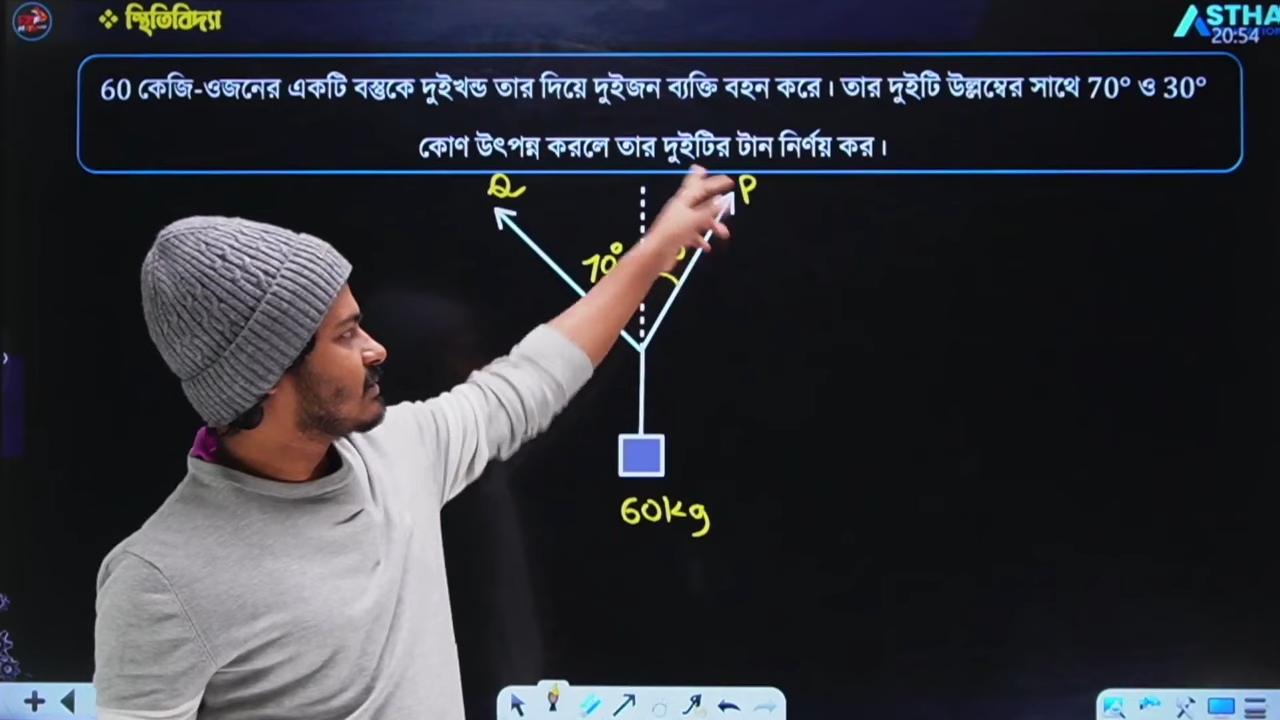 ❖ স্থিতিবিদ্যা
ASTHA
20:54
60 কেজি-ওজনের একটি বস্তুকে দুইখন্ড তার দিয়ে দুইজন ব্যক্তি বহন করে। তার দুইটি উল্লম্বের সাথে 70° ও 30°
কোণ উৎপন্ন করলে তার দুইটির টান নির্ণয় কর।
Q
P
70°
60kg